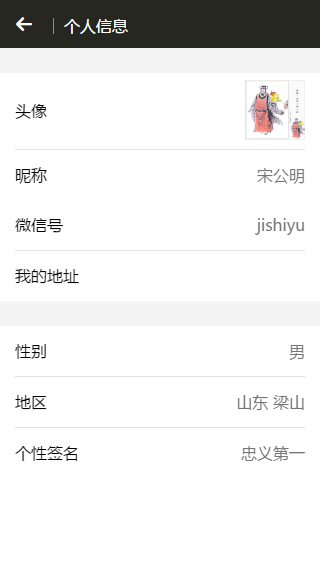 个人信息
头像
昵称 宋公明
微信号 jishiyu
我的地址
性别 男
地区 山东 梁山
个性签名 忠义第一